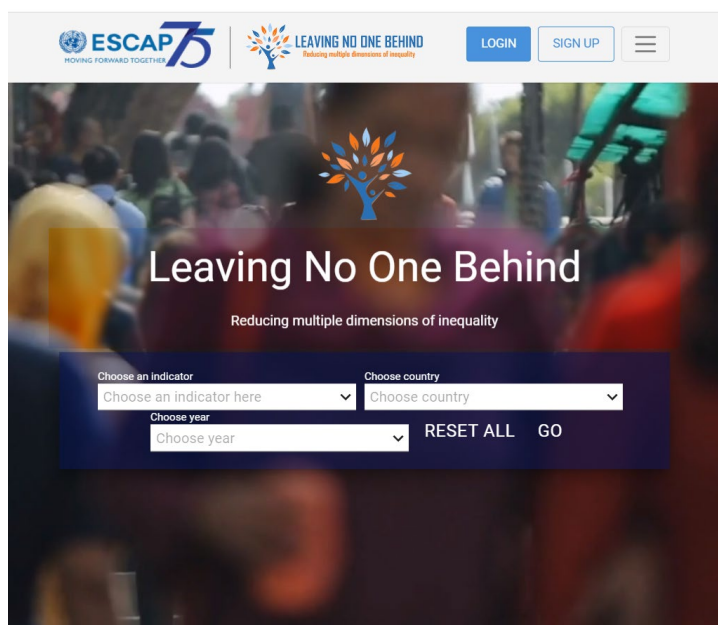 ESCAP75
MOVING FORWARD TOGETHER
LEAVING NO ONE BEHIND
Reducing multiple dimensions of inequality
LOGIN
SIGN UP
Leaving No One Behind
Reducing multiple dimensions of inequality
Choose an indicator
Choose country
Choose an indicator here
Choose country
Choose year
Choose year
RESET ALL
GO